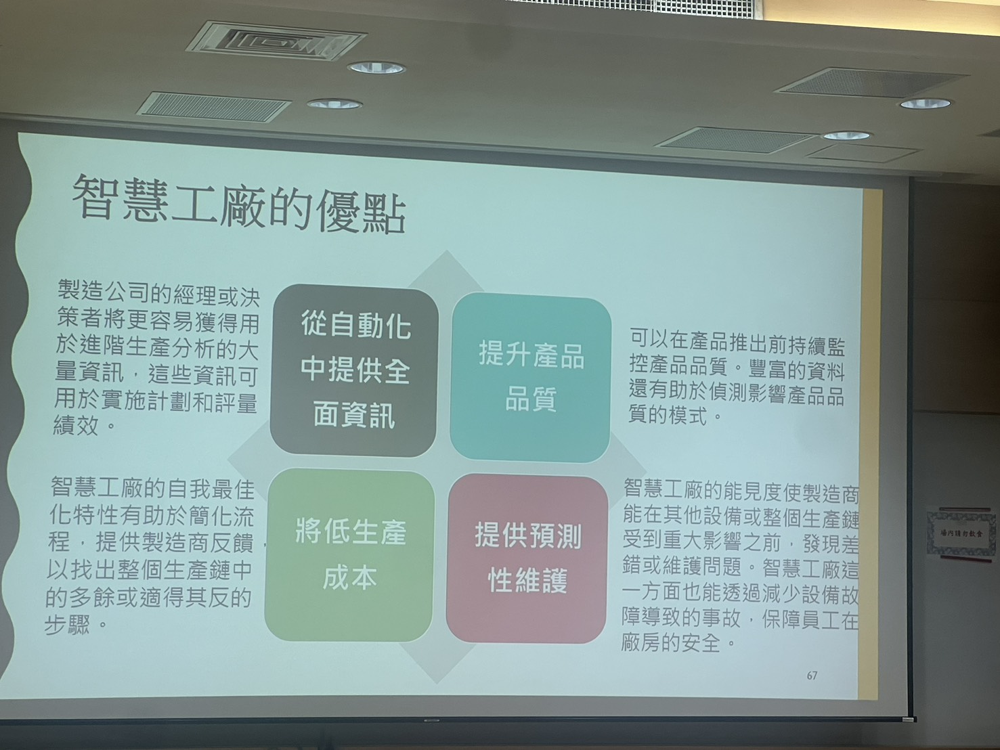 智慧工廠的優點
製造公司的經理或決
策者將更容易獲得用
於進階生產分析的大
量資訊，這些資訊可
用於實施計劃和評量
績效。
從自動化
中提供全
面資訊
提升產品
品質
可以在產品推出前持續監
控產品品質。豐富的資料
還有助於偵測影響產品品
質的模式。
智慧工廠的自我最佳
化特性有助於簡化流
程，提供製造商反饋，
以找出整個生產鏈中
的多餘或適得其反的
步驟。
將低生產
成本
提供預測
性維護
智慧工廠的能見度使製造商
能在其他設備或整個生產鏈
受到重大影響之前，發現差
錯或維護問題。智慧工廠這
一方面也能透過減少設備故
障導致的事故，保障員工在
廠房的安全。
67
場內請勿飲食